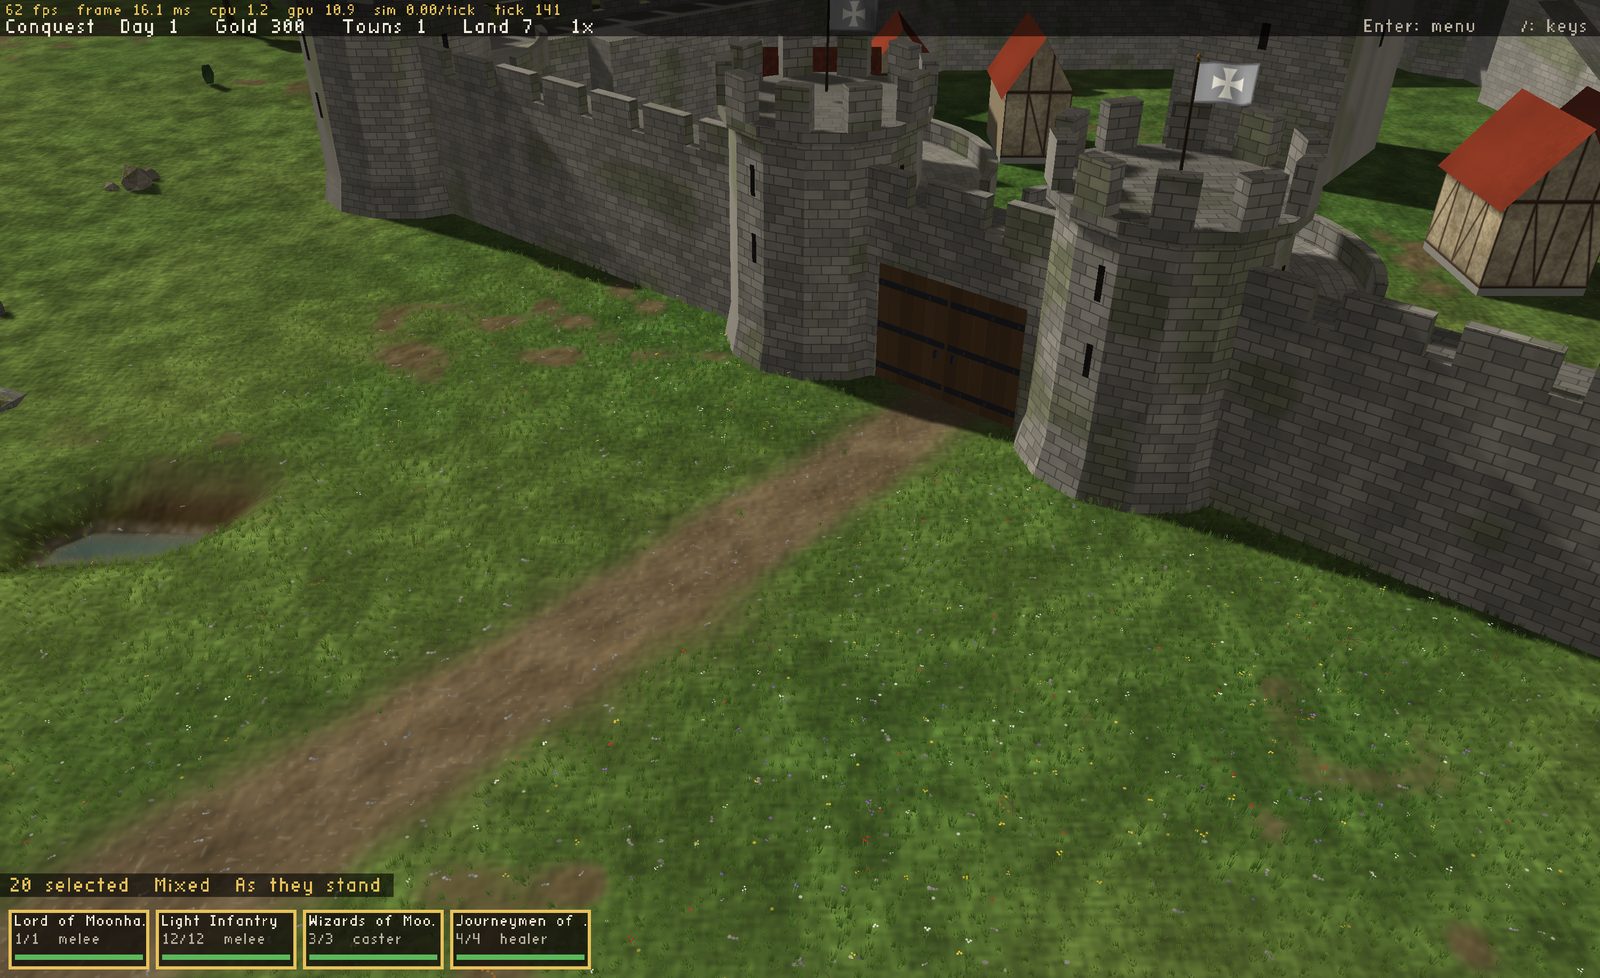 62 fps frame 16.1 ms cpu 1.2 gpu 10.9 sim 0.00/tick tick 141
Conquest Day 1 Gold 300 Towns 1 Land 7 1x
Enter: menu /: keys
20 selected Mixed As they stand
Lord of Moonha.
1/1 melee
Light Infantry
12/12 melee
Wizards of Moo.
3/3 caster
Journeymen of .
4/4 healer